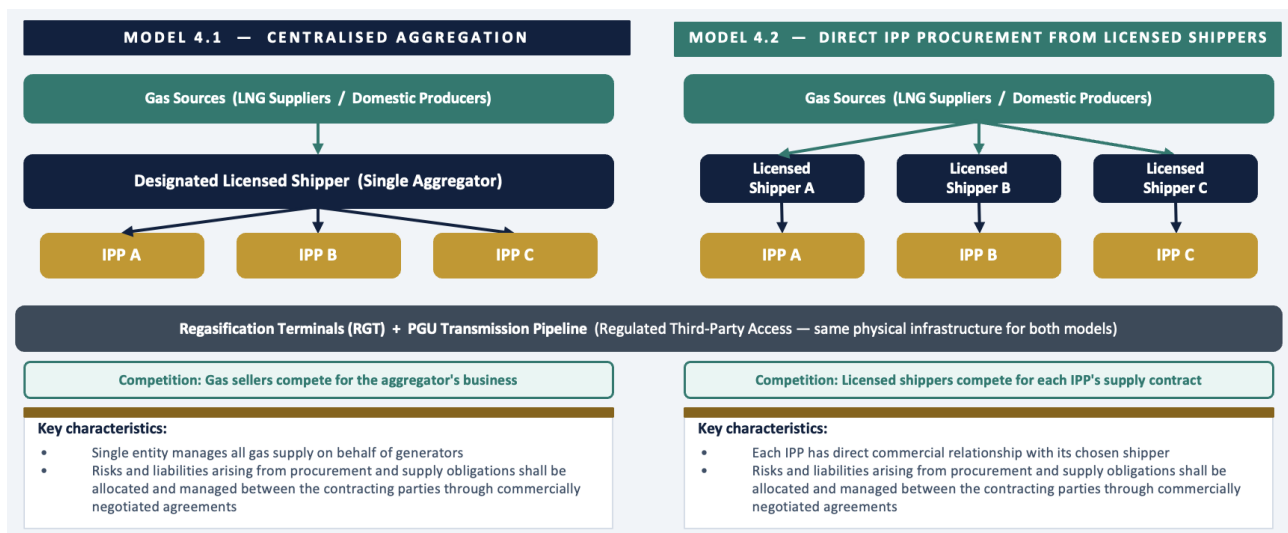 MODEL 4.1 — CENTRALISED AGGREGATION
Gas Sources (LNG Suppliers / Domestic Producers)
Designated Licensed Shipper (Single Aggregator)
IPP A
IPP B
IPP C
MODEL 4.2 — DIRECT IPP PROCUREMENT FROM LICENSED SHIPPERS
Gas Sources (LNG Suppliers / Domestic Producers)
Licensed
Shipper A
Licensed
Shipper B
Licensed
Shipper C
IPP A
IPP B
IPP C
Regasification Terminals (RGT) + PGU Transmission Pipeline (Regulated Third-Party Access — same physical infrastructure for both models)
Competition: Gas sellers compete for the aggregator's business
Key characteristics:
• Single entity manages all gas supply on behalf of generators
• Risks and liabilities arising from procurement and supply obligations shall be
allocated and managed between the contracting parties through commercially
negotiated agreements
Competition: Licensed shippers compete for each IPP's supply contract
Key characteristics:
• Each IPP has direct commercial relationship with its chosen shipper
• Risks and liabilities arising from procurement and supply obligations shall be
allocated and managed between the contracting parties through commercially
negotiated agreements